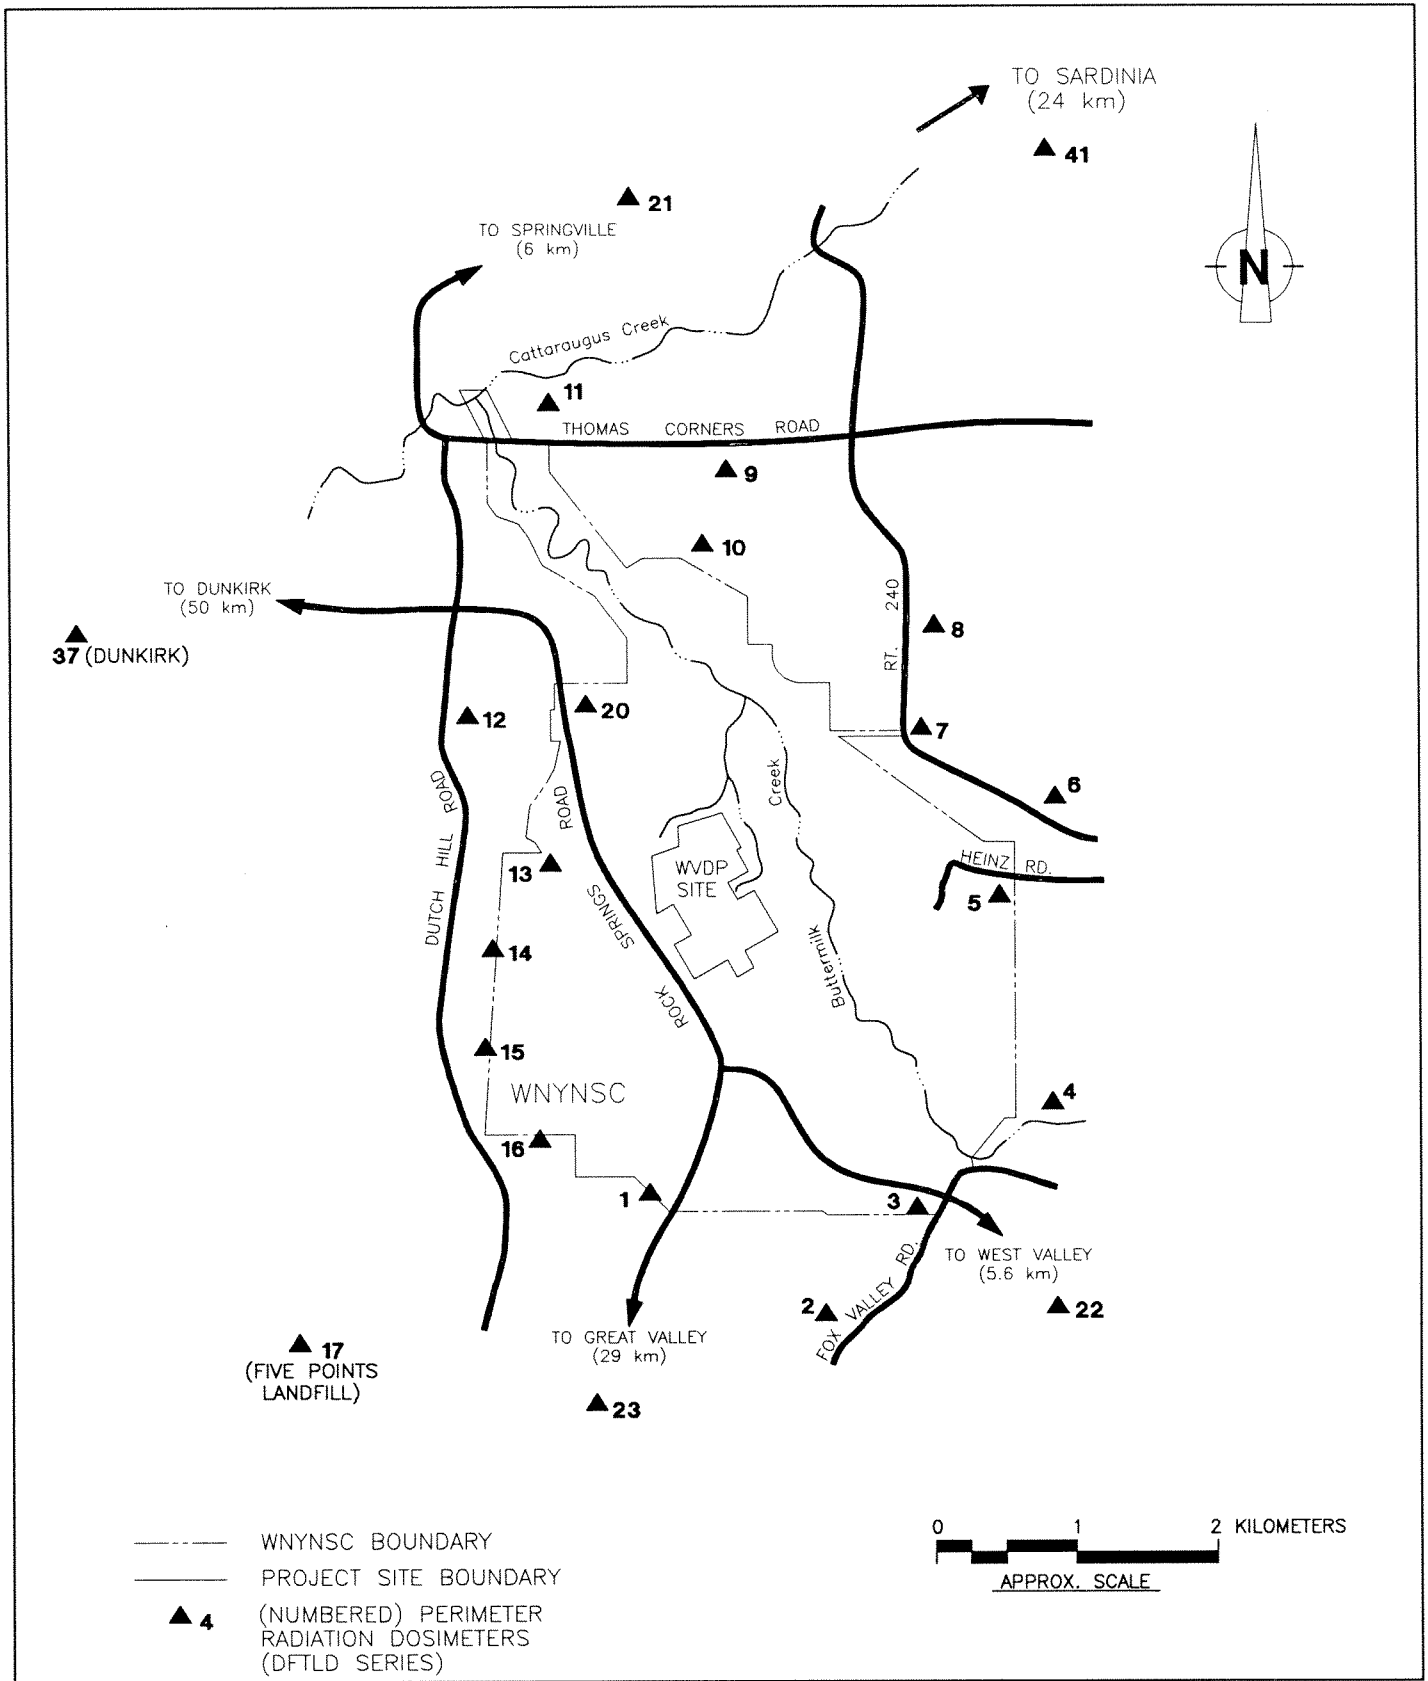 TO SARDINIA
(24 km)
41
21
TO SPRINGVILLE
(6 km)
N
Cattaraugus Creek
11
THOMAS CORNERS ROAD
9
10
TO DUNKIRK
(50 km)
RT. 240
8
37 (DUNKIRK)
20
12
7
Creek
6
DUTCH HILL ROAD
ROAD
13
WVDP
SITE
HEINZ RD.
5
SPRINGS
14
Buttermilk
ROCK
15
WNYNSC
4
16
1
3
TO WEST VALLEY
(5.6 km)
FOX VALLEY RD.
2
22
TO GREAT VALLEY
(29 km)
17
(FIVE POINTS
LANDFILL)
23
0 1 2 KILOMETERS
APPROX. SCALE
WNYNSC BOUNDARY
PROJECT SITE BOUNDARY
4 (NUMBERED) PERIMETER
RADIATION DOSIMETERS
(DFTLD SERIES)